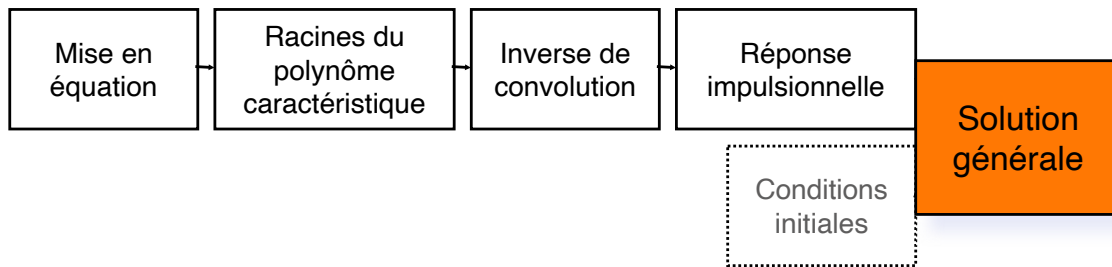 Mise en
équation
Racines du
polynôme
caractéristique
Inverse de
convolution
Réponse
impulsionnelle
Solution
générale
Conditions
initiales